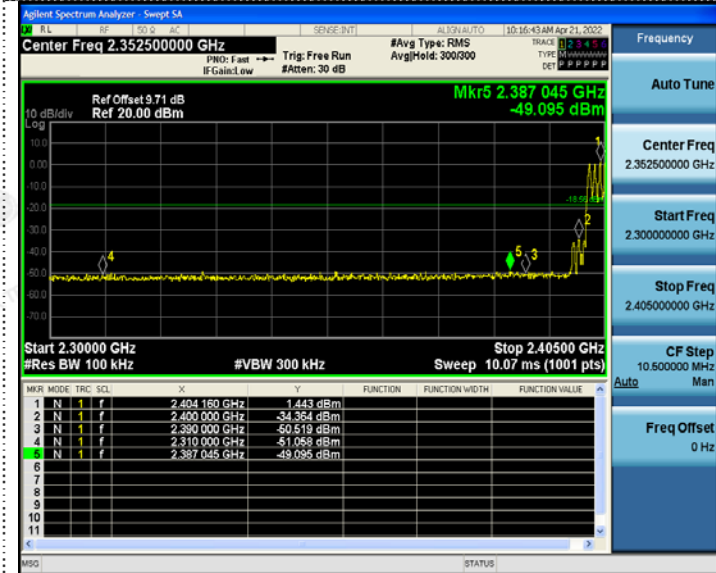 Agilent Spectrum Analyzer - Swept SA
RL RF 50 Ω AC SENSE:INT ALIGN AUTO 10:16:43 AM Apr 21, 2022
Center Freq 2.352500000 GHz
PNO: Fast
IFGain:Low
Trig: Free Run
#Atten: 30 dB
#Avg Type: RMS
Avg|Hold: 300/300
TRACE 1 2 3 4 5 6
TYPE M
DET P P P P P P
Frequency
Auto Tune
Center Freq
2.352500000 GHz
Start Freq
2.300000000 GHz
Stop Freq
2.405000000 GHz
CF Step
10.500000 MHz
Auto Man
Freq Offset
0 Hz
Ref Offset 9.71 dB
10 dB/div Ref 20.00 dBm
Log
Mkr5 2.387 045 GHz
-49.095 dBm
10.0
0.00
-10.0
-20.0
-30.0
-40.0
-50.0
-60.0
-70.0
1
2
3
4
5
Start 2.30000 GHz Stop 2.40500 GHz
#Res BW 100 kHz #VBW 300 kHz Sweep 10.07 ms (1001 pts)
MKR MODE TRC SCL X Y FUNCTION FUNCTION WIDTH FUNCTION VALUE
1 N 1 f 2.404 160 GHz 1.443 dBm
2 N 1 f 2.400 000 GHz -34.364 dBm
3 N 1 f 2.390 000 GHz -50.519 dBm
4 N 1 f 2.310 000 GHz -51.058 dBm
5 N 1 f 2.387 045 GHz -49.095 dBm
6
7
8
9
10
11
MSG STATUS